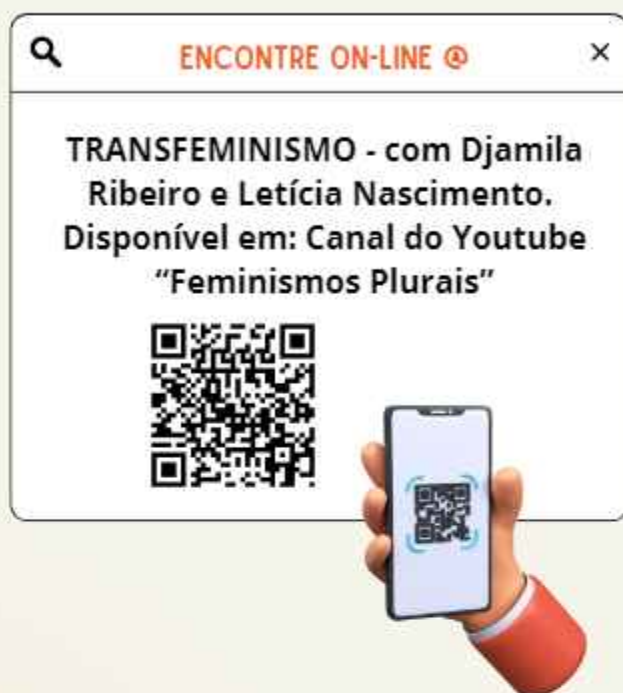 ENCONTRE ON-LINE
TRANSFEMINISMO - com Djamila
Ribeiro e Letícia Nascimento.
Disponível em: Canal do Youtube
“Feminismos Plurais”